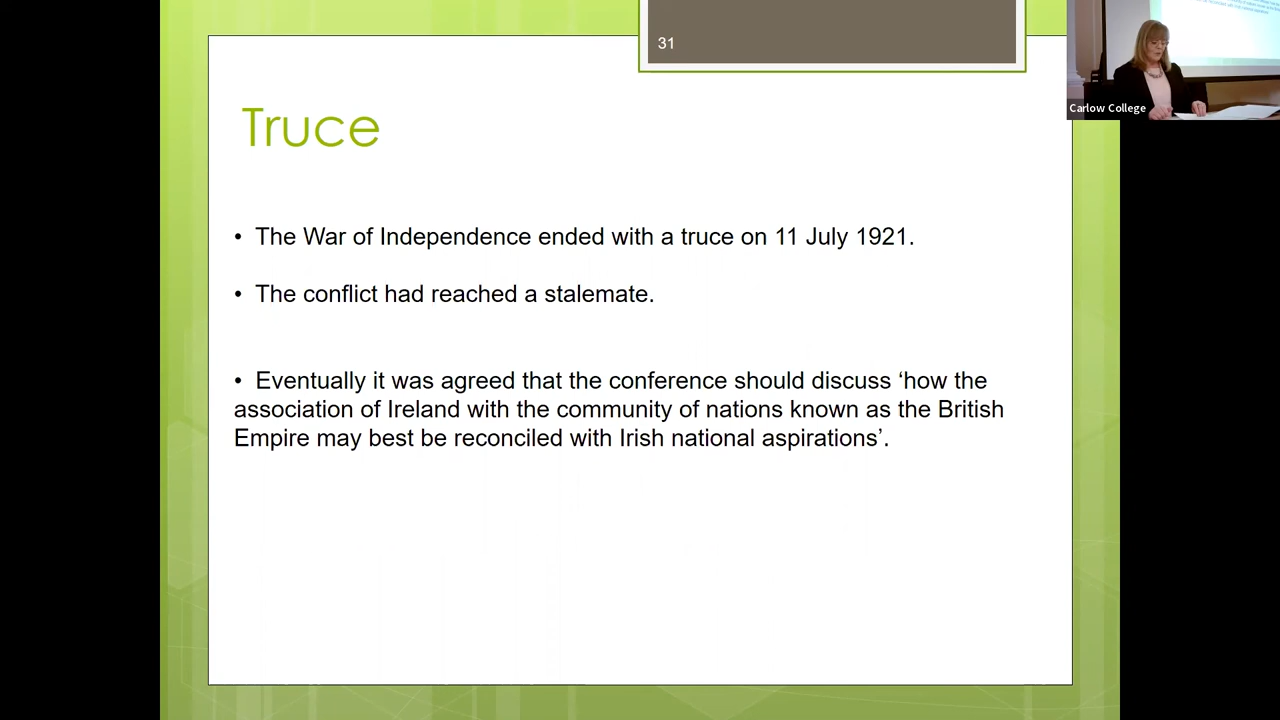 31
Carlow College
Truce
• The War of Independence ended with a truce on 11 July 1921.
• The conflict had reached a stalemate.
• Eventually it was agreed that the conference should discuss ‘how the
association of Ireland with the community of nations known as the British
Empire may best be reconciled with Irish national aspirations’.